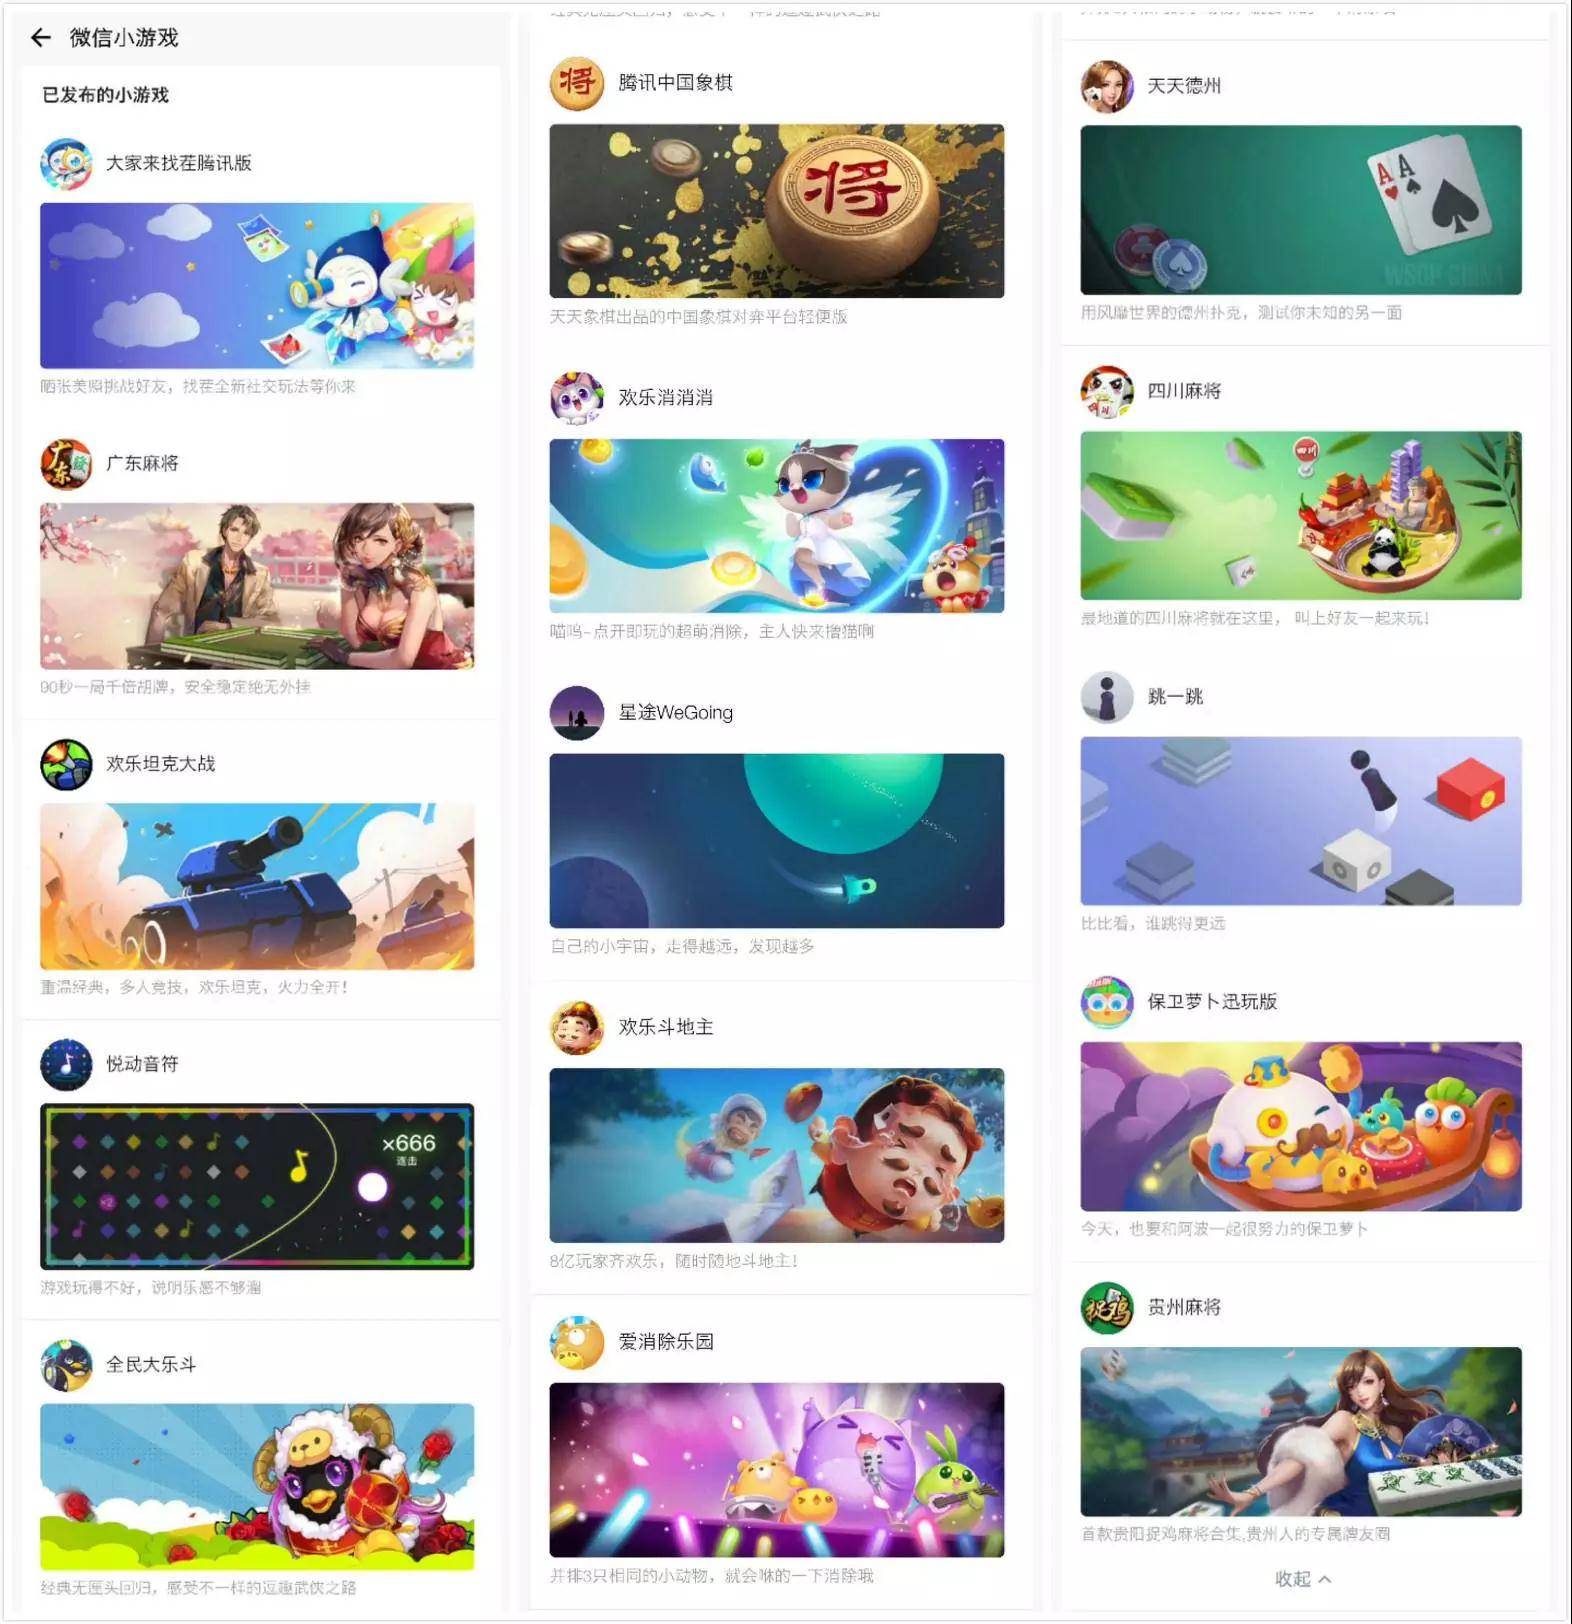 微信小游戏
已发布的小游戏
大家来找茬腾讯版
晒张美照挑战好友，找茬全新社交玩法等你来
广东麻将
90秒一局千倍胡牌，安全稳定绝无外挂
欢乐坦克大战
重温经典，多人竞技，欢乐坦克，火力全开！
悦动音符
×666
连击
×2
游戏玩得不好，说明乐感不够溜
全民大乐斗
经典无厘头回归，感受不一样的逗趣武侠之路
腾讯中国象棋
将
将
天天象棋出品的中国象棋对弈平台轻便版
欢乐消消消
喵呜~点开即玩的超萌消除，主人快来撸猫啊
星途WeGoing
自己的小宇宙，走得越远，发现越多
欢乐斗地主
8亿玩家齐欢乐，随时随地斗地主！
爱消除乐园
并排3只相同的小动物，就会咻的一下消除哦
天天德州
A
A
WSOP CHINA
用风靡世界的德州扑克，测试你未知的另一面
四川麻将
四川
最地道的四川麻将就在这里，叫上好友一起来玩！
跳一跳
比比看，谁跳得更远
保卫萝卜迅玩版
今天，也要和阿波一起很努力的保卫萝卜
捉鸡
贵州麻将
首款贵阳捉鸡麻将合集,贵州人的专属牌友圈
收起